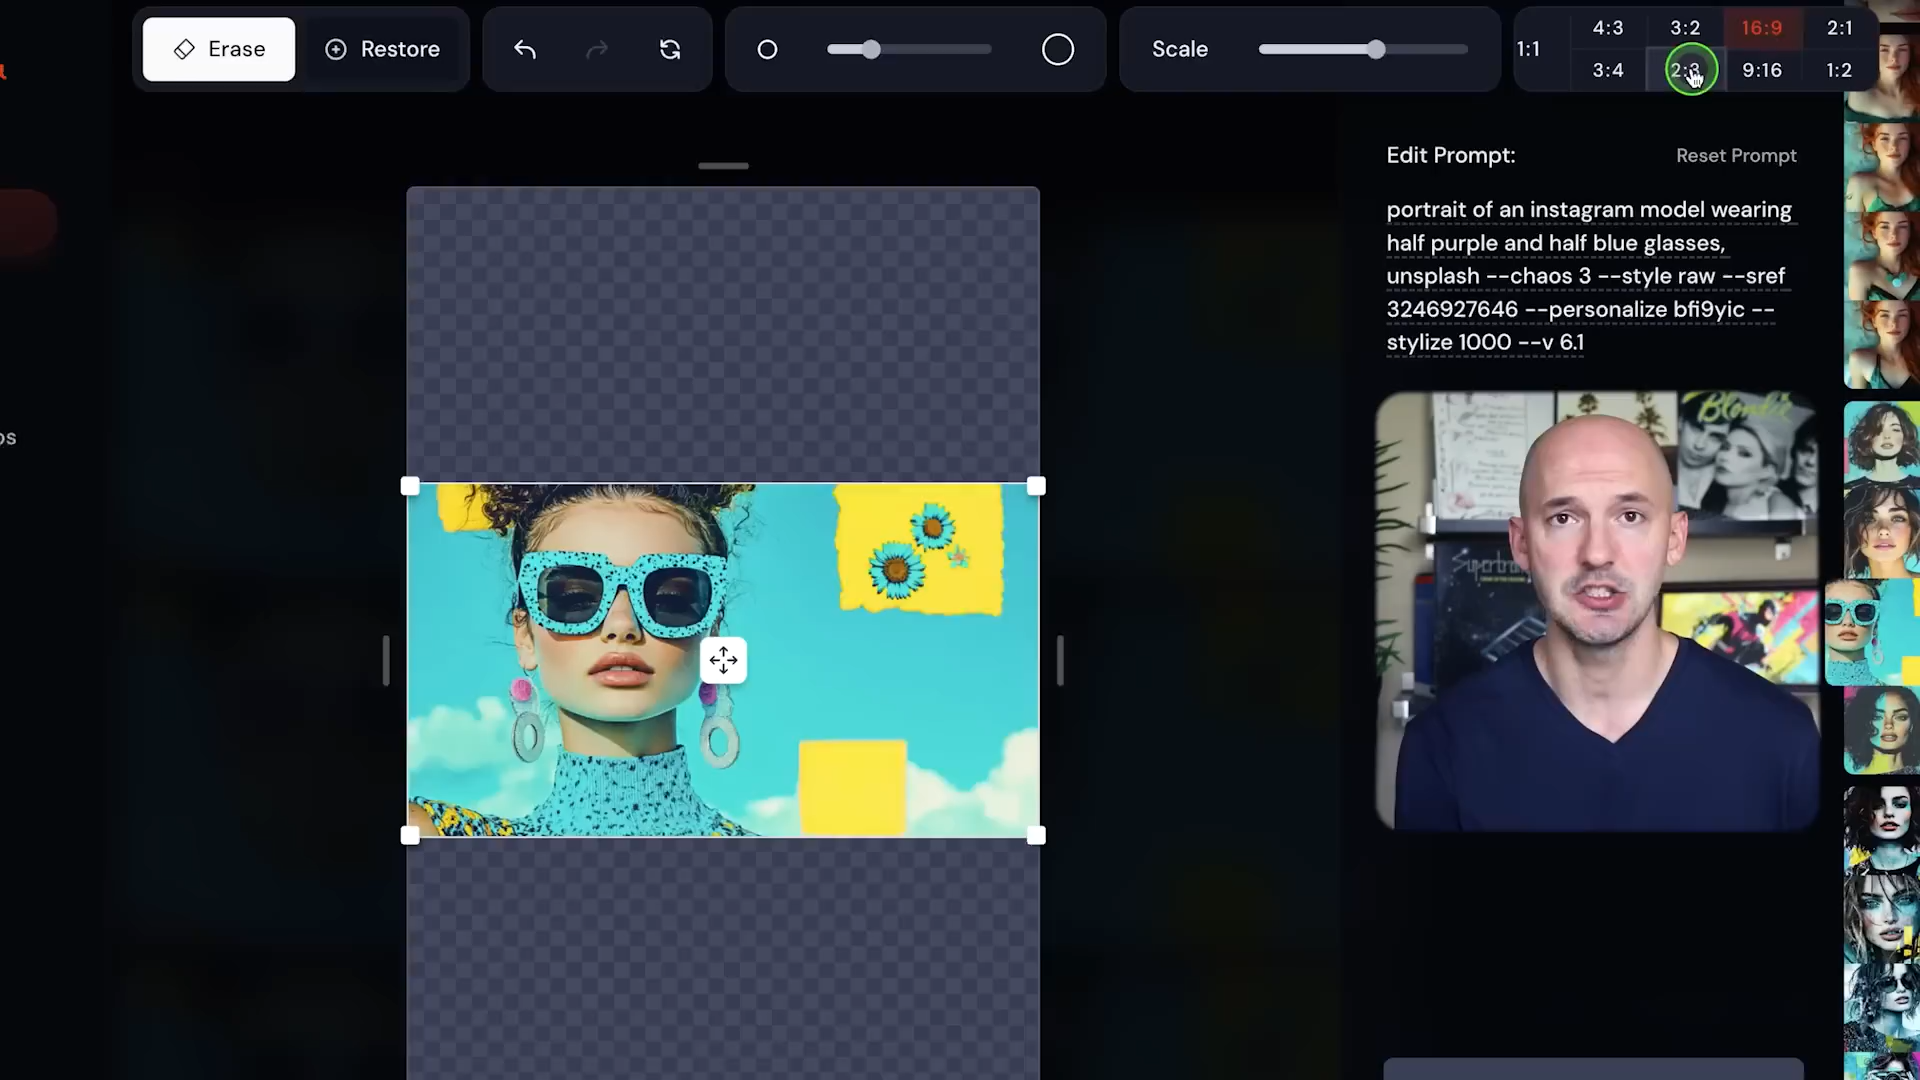 Erase
Restore
Scale
1:1
4:3
3:2
16:9
2:1
3:4
2:3
9:16
1:2
Edit Prompt:
Reset Prompt
portrait of an instagram model wearing
half purple and half blue glasses,
unsplash --chaos 3 --style raw --sref
3246927646 --personalize bfi9yic --
stylize 1000 --v 6.1
Blondie
os